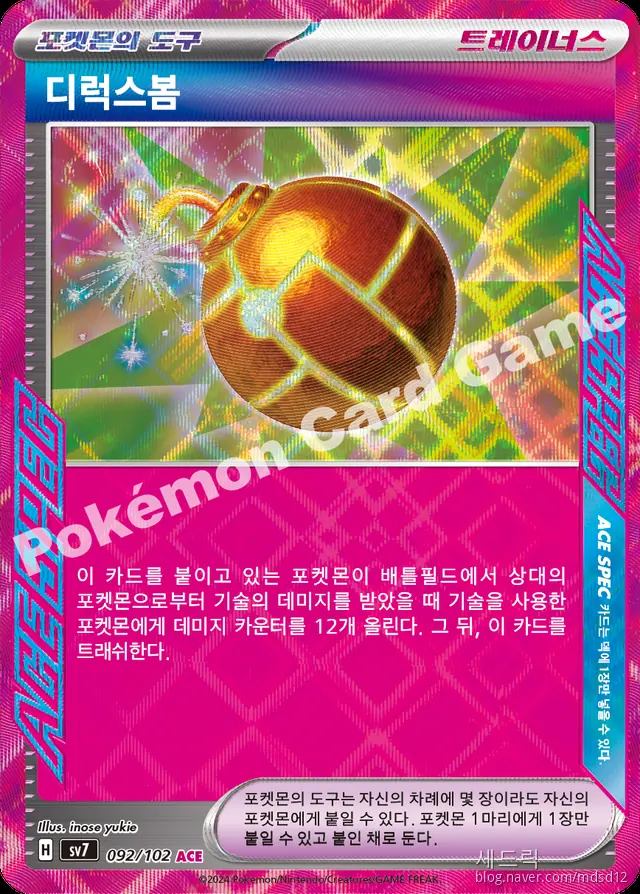 포켓몬의 도구
트레이너스
디럭스봄
ACE SPEC
ACE SPEC
Pokémon Card Game
이 카드를 붙이고 있는 포켓몬이 배틀필드에서 상대의
포켓몬으로부터 기술의 데미지를 받았을 때 기술을 사용한
포켓몬에게 데미지 카운터를 12개 올린다. 그 뒤, 이 카드를
트래쉬한다.
ACE SPEC 카드는 덱에 1장만 넣을 수 있다.
포켓몬의 도구는 자신의 차례에 몇 장이라도 자신의
포켓몬에게 붙일 수 있다. 포켓몬 1마리에게 1장만
붙일 수 있고 붙인 채로 둔다.
Illus. inose yukie
H sv7 092/102 ACE
세드릭
blog.naver.com/mdsd12
©2024 Pokémon/Nintendo/Creatures/GAME FREAK.